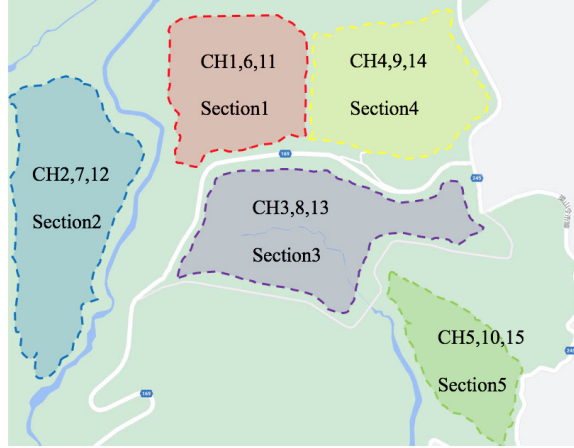 CH1,6,11
Section1
CH4,9,14
Section4
169
CH2,7,12
Section2
245
CH3,8,13
Section3
CH5,10,15
Section5
169